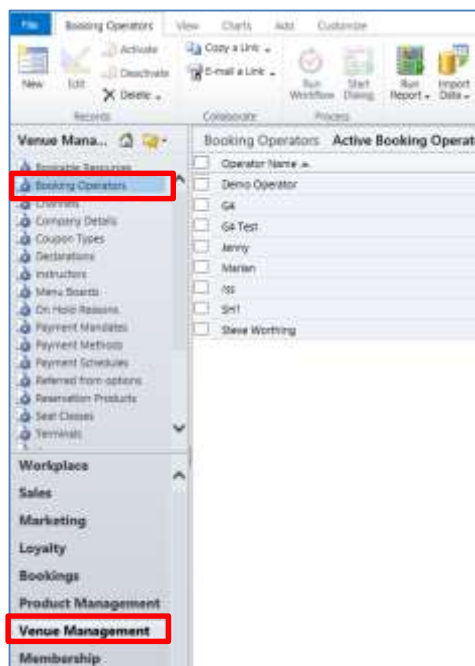 File Booking Operators View Charts Add Customize
New
Edit
Activate
Deactivate
Delete
Copy a Link
E-mail a Link
Run Workflow
Start Dialog
Run Report
Import Data
Records Collaborate Process
Venue Mana...
Bookable Resources
Booking Operators
Channels
Company Details
Coupon Types
Declarations
Instructors
Menu Boards
On Hold Reasons
Payment Mandates
Payment Methods
Payment Schedules
Referred from options
Reservation Products
Seat Classes
Terminals
Workplace
Sales
Marketing
Loyalty
Bookings
Product Management
Venue Management
Membership
Booking Operators Active Booking Operat
Operator Name
Demo Operator
G4
G4 Test
Jenny
Marian
rss
SH1
Steve Worthing